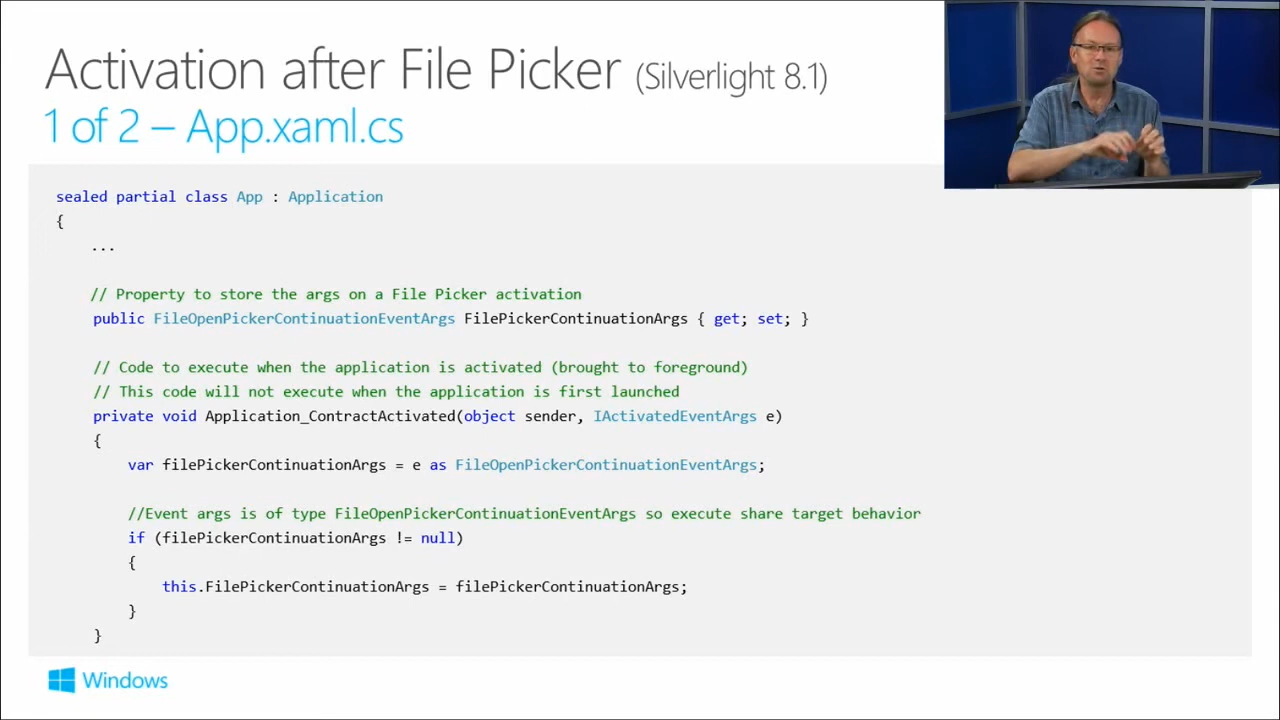 Activation after File Picker (Silverlight 8.1)
1 of 2 – App.xaml.cs
sealed partial class App : Application
{
...
// Property to store the args on a File Picker activation
public FileOpenPickerContinuationEventArgs FilePickerContinuationArgs { get; set; }
// Code to execute when the application is activated (brought to foreground)
// This code will not execute when the application is first launched
private void Application_ContractActivated(object sender, IActivatedEventArgs e)
{
var filePickerContinuationArgs = e as FileOpenPickerContinuationEventArgs;
//Event args is of type FileOpenPickerContinuationEventArgs so execute share target behavior
if (filePickerContinuationArgs != null)
{
this.FilePickerContinuationArgs = filePickerContinuationArgs;
}
}
Windows